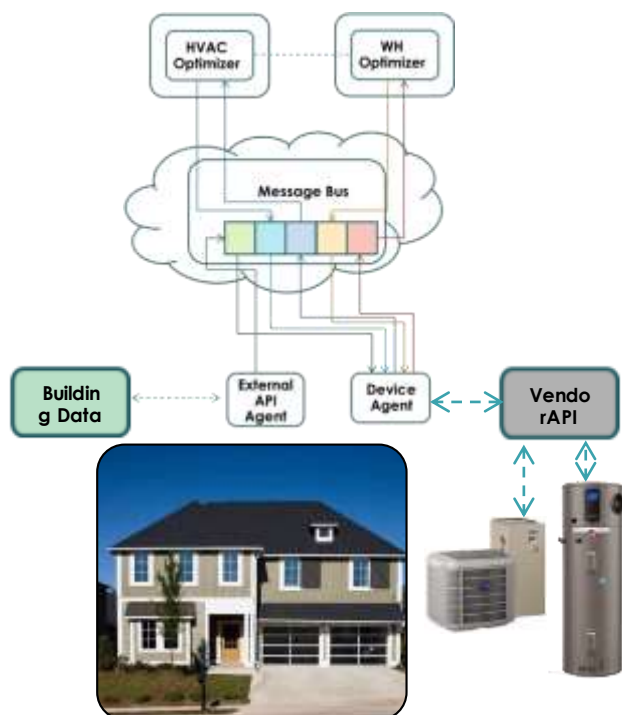 HVAC
Optimizer
WH
Optimizer
Message Bus
Buildin
g Data
External
API
Agent
Device
Agent
Vendo
rAPI